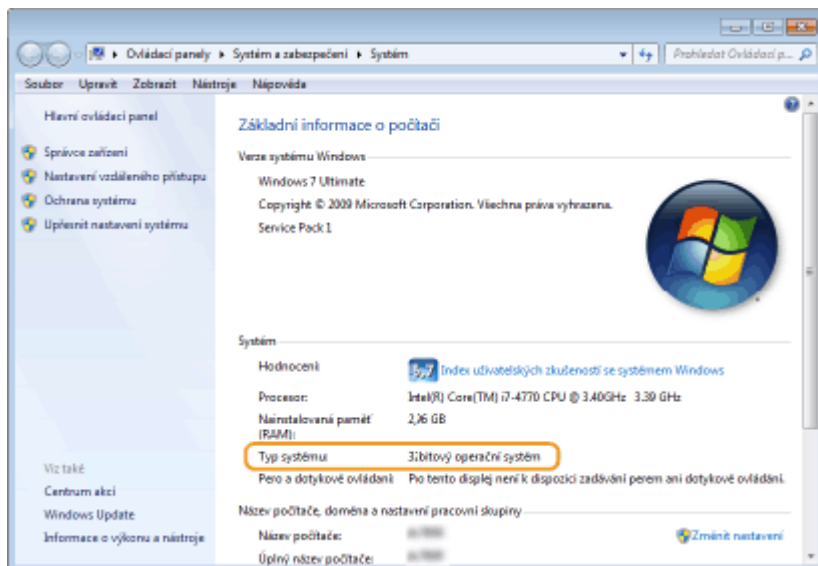 Ovládací panely ▸ Systém a zabezpečení ▸ Systém
Prohledat Ovládací p...
Soubor Upravit Zobrazit Nástroje Nápověda
Hlavní ovládací panel
Správce zařízení
Nastavení vzdáleného přístupu
Ochrana systému
Upřesnit nastavení systému
Viz také
Centrum akcí
Windows Update
Informace o výkonu a nástroje
Základní informace o počítači
Verze systému Windows
Windows 7 Ultimate
Copyright © 2009 Microsoft Corporation. Všechna práva vyhrazena.
Service Pack 1
Systém
Hodnocení:
5,7 Index uživatelských zkušeností se systémem Windows
Procesor: Intel(R) Core(TM) i7-4770 CPU @ 3.40GHz 3.39 GHz
Nainstalovaná paměť 2,26 GB
(RAM):
Typ systému: 32bitový operační systém
Pero a dotykové ovládání: Pro tento displej není k dispozici zadávání perem ani dotykové ovládání.
Název počítače, doména a nastavení pracovní skupiny
Název počítače:
Změnit nastavení
Úplný název počítače: